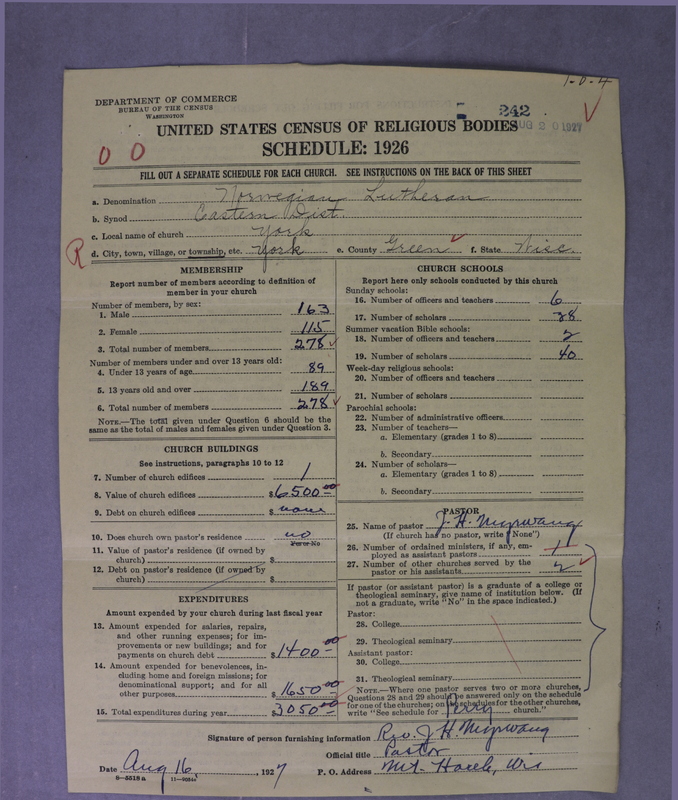 1-0-4
DEPARTMENT OF COMMERCE
BUREAU OF THE CENSUS
WASHINGTON
242
AUG 20 1927
UNITED STATES CENSUS OF RELIGIOUS BODIES
SCHEDULE: 1926
0 0
FILL OUT A SEPARATE SCHEDULE FOR EACH CHURCH. SEE INSTRUCTIONS ON THE BACK OF THIS SHEET
a. Denomination Norwegian Lutheran
b. Synod Eastern Dist.
c. Local name of church York
R
d. City, town, village, or township, etc. York e. County Green f. State Wisc.
MEMBERSHIP
Report number of members according to definition of
member in your church
Number of members, by sex:
1. Male 163
2. Female 115
3. Total number of members 278
Number of members under and over 13 years old:
4. Under 13 years of age 89
5. 13 years old and over 189
6. Total number of members 278
NOTE.—The total given under Question 6 should be
same as the total of males and females given under Question 3.
CHURCH BUILDINGS
See instructions, paragraphs 10 to 12
7. Number of church edifices 1
8. Value of church edifices $6500.00
9. Debt on church edifices $ none
10. Does church own pastor's residence no
Yes or No
11. Value of pastor's residence (if owned by
church) $
12. Debt on pastor's residence (if owned by
church) $
EXPENDITURES
Amount expended by your church during last fiscal year
13. Amount expended for salaries, repairs,
and other running expenses; for im-
provements or new buildings; and for
payments on church debt $1400.00
14. Amount expended for benevolences, in-
cluding home and foreign missions; for
denominational support; and for all
other purposes $1650.00
15. Total expenditures during year $3050.00
CHURCH SCHOOLS
Report here only schools conducted by this church
Sunday schools:
16. Number of officers and teachers 6
17. Number of scholars 38
Summer vacation Bible schools:
18. Number of officers and teachers 2
19. Number of scholars 40
Week-day religious schools:
20. Number of officers and teachers
21. Number of scholars
Parochial schools:
22. Number of administrative officers
23. Number of teachers—
a. Elementary (grades 1 to 8)
b. Secondary
24. Number of scholars—
a. Elementary (grades 1 to 8)
b. Secondary
PASTOR
25. Name of pastor J. H.
(If church has no pastor, write "None")
26. Number of ordained ministers, if any, em-
ployed as assistant pastors 1
27. Number of other churches served by the
pastor or his assistants 2
If pastor (or assistant pastor) is a graduate of a college or
theological seminary, give name of institution below. (If
not a graduate, write "No" in the space indicated.)
Pastor:
28. College
29. Theological seminary
Assistant pastor:
30. College
31. Theological seminary
NOTE.—Where one pastor serves two or more churches,
Questions 28 and 29 should be answered only on the schedule
for one of the churches; on the schedules for the other churches,
write "See schedule for Perry church."
Signature of person furnishing information Rev. J. H.
Official title Pastor
Date Aug 16, 1927 P. O. Address Mt. Horeb, Wis
8-5518 a